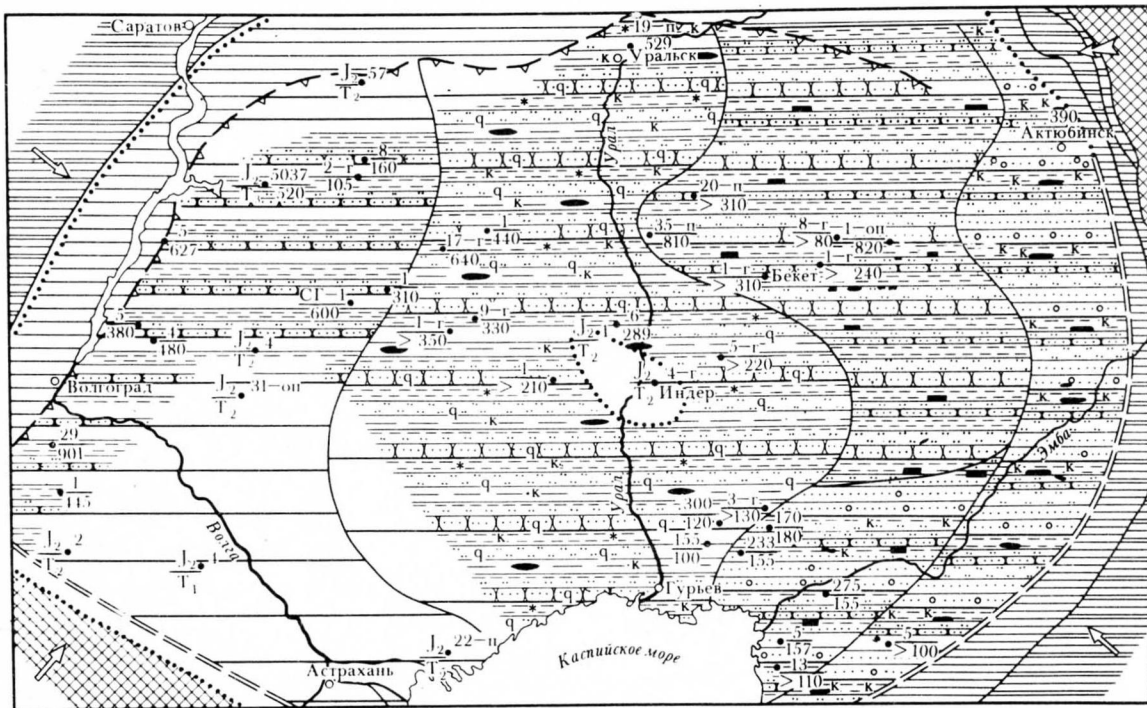 Саратов
19-п к
529
к Уральск
J₂ 57
T₂
390
Актюбинск
Урал
8
160
2-г
105
J₂ 5037
520
20-п
> 310
5
627
1
440
17-г
640
35-п
810
8-г
> 80
1-оп
820
1-г
> 240
1-г
> 310
Бекет
1
310
СГ-1
600
9-г
330
1-г
> 350
6
289
J₂ 1
T₂
5
380
4
480
J₂ 4
T₂
5-г
> 220
Волгоград
J₂ 31-оп
T₂
1
> 210
J₂ 4-г
T₂
Индер
29
901
1
445
Эмба
Урал
Волга
300
120
3-г
> 130
170
180
155
100
233
155
J₂ 2
T₂
J₂ 4
T₁
Гурьев
275
155
J₂ 22-п
T₂
Каспийское море
5
157
5
> 100
13
> 110
Астрахань